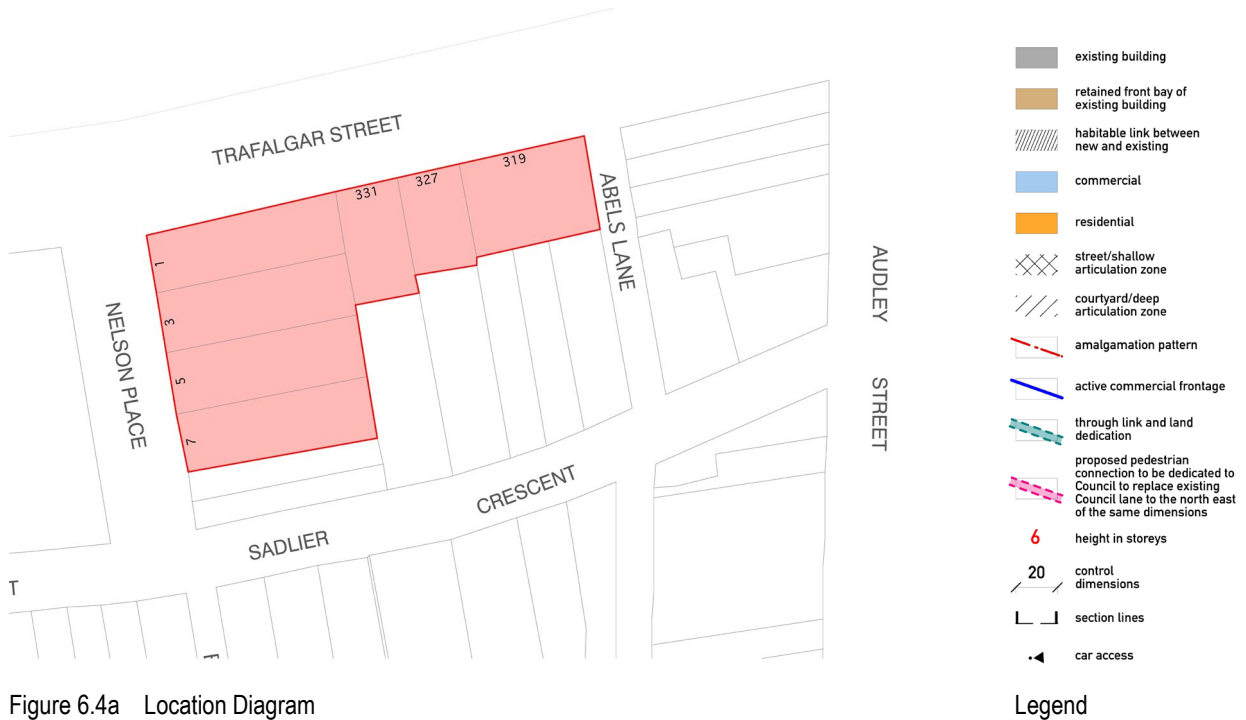 TRAFALGAR STREET
331
327
319
ABELS LANE
1
3
5
7
NELSON PLACE
AUDLEY
STREET
SADLIER
CRESCENT
T
existing building
retained front bay of
existing building
habitable link between
new and existing
commercial
residential
street/shallow
articulation zone
courtyard/deep
articulation zone
amalgamation pattern
active commercial frontage
through link and land
dedication
proposed pedestrian
connection to be dedicated to
Council to replace existing
Council lane to the north east
of the same dimensions
6 height in storeys
20 control
dimensions
section lines
car access
Figure 6.4a Location Diagram
Legend